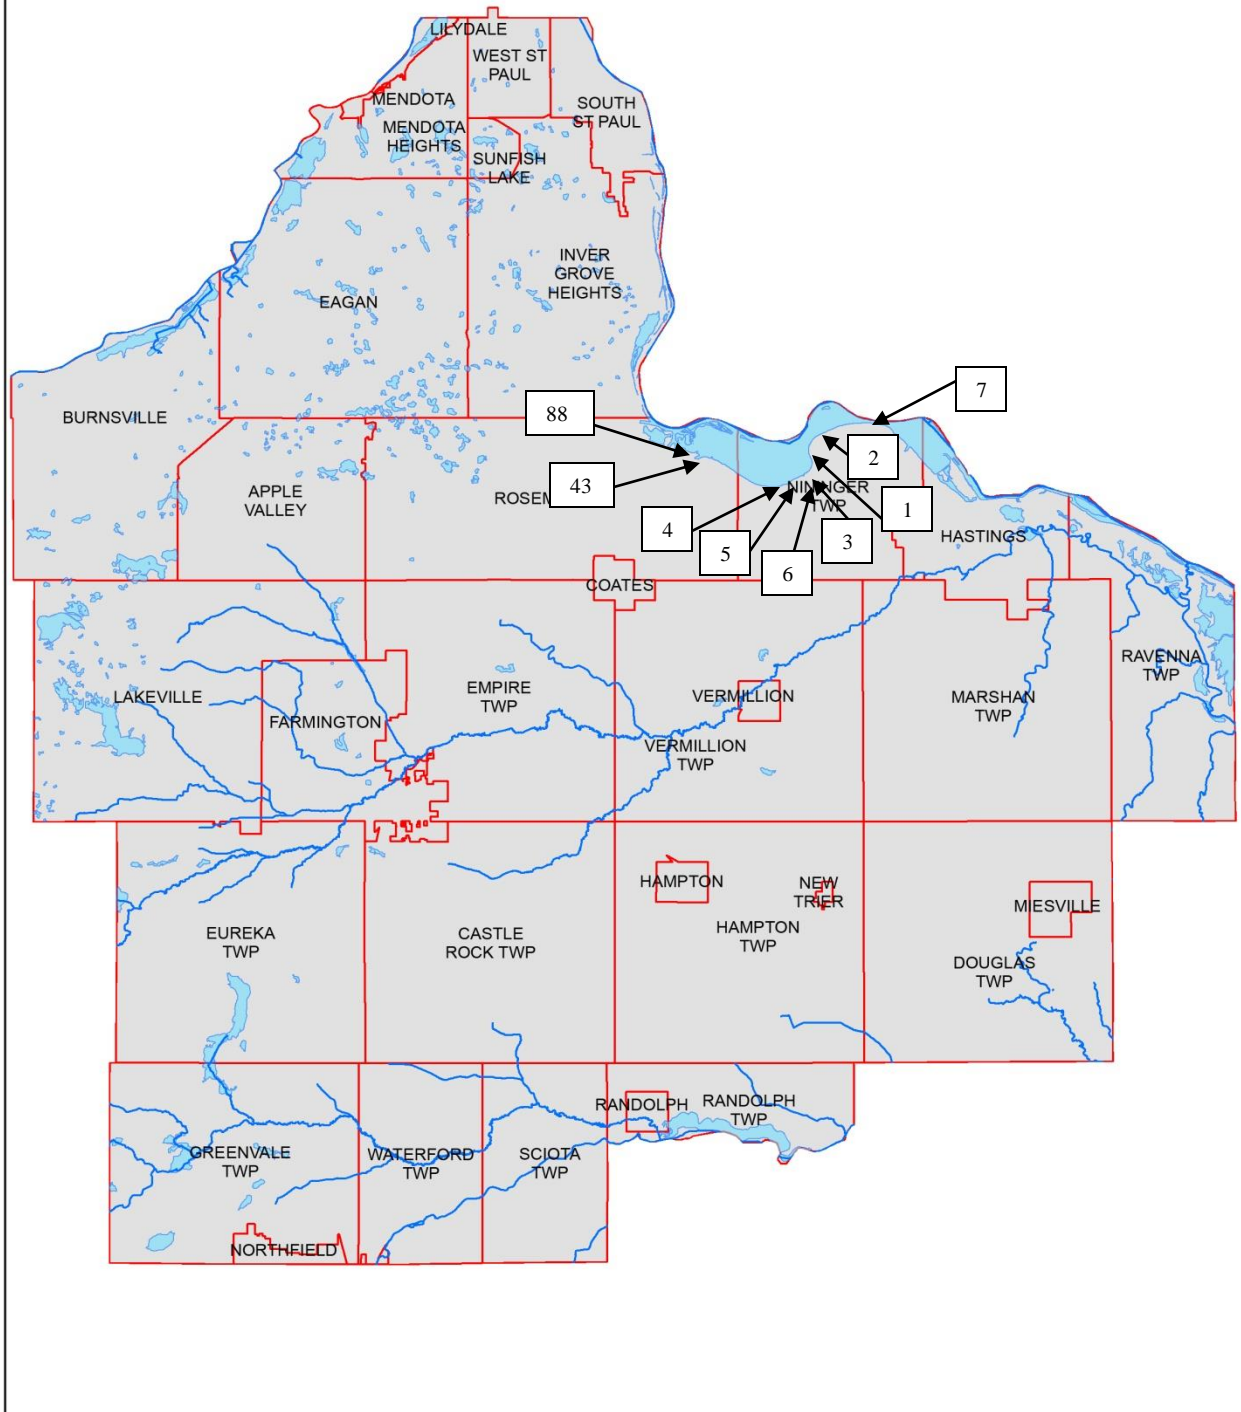 LILYDALE
WEST ST
PAUL
MENDOTA
SOUTH
ST PAUL
MENDOTA
HEIGHTS
SUNFISH
LAKE
INVER
GROVE
HEIGHTS
EAGAN
7
88
BURNSVILLE
2
43
APPLE
VALLEY
ROSEM
NININGER
TWP
1
4
3
5
6
HASTINGS
COATES
LAKEVILLE
FARMINGTON
EMPIRE
TWP
VERMILLION
VERMILLION
TWP
MARSHAN
TWP
RAVENNA
TWP
HAMPTON
NEW
TRIER
MIESVILLE
EUREKA
TWP
CASTLE
ROCK TWP
HAMPTON
TWP
DOUGLAS
TWP
RANDOLPH
RANDOLPH
TWP
GREENVALE
TWP
WATERFORD
TWP
SCIOTA
TWP
NORTHFIELD